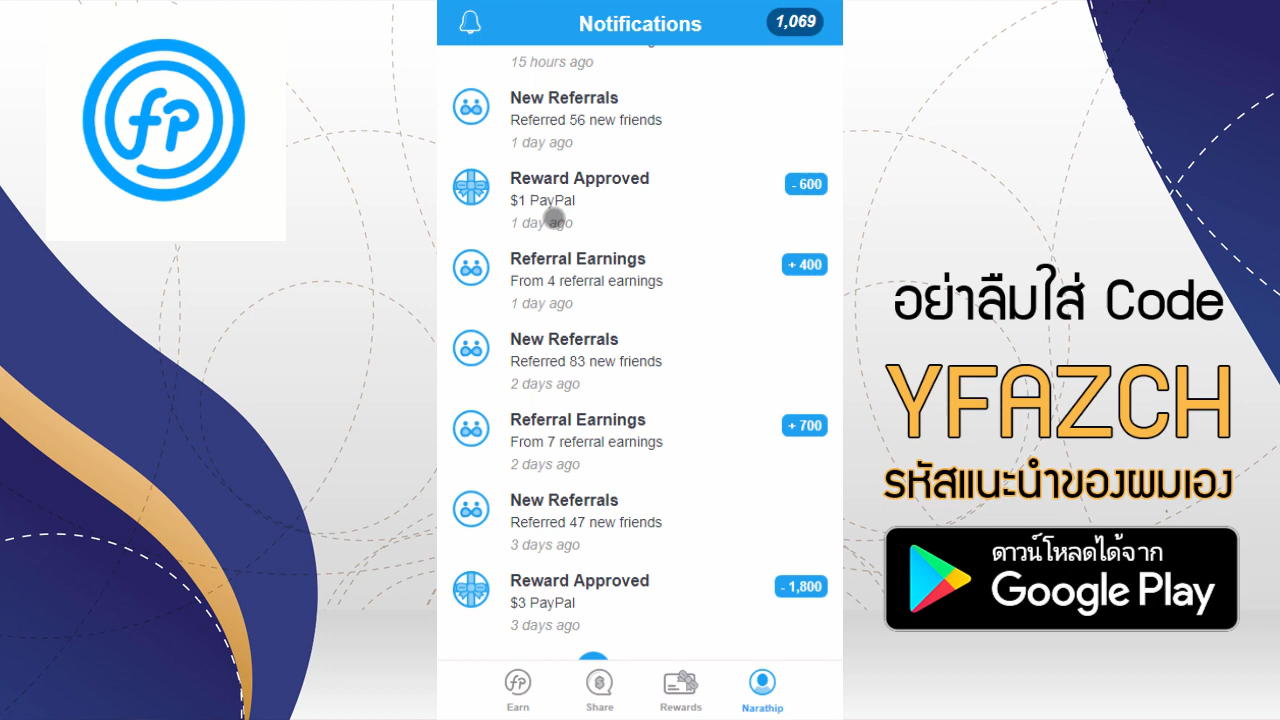 fp
Notifications
1,069
15 hours ago
New Referrals
Referred 56 new friends
1 day ago
Reward Approved
- 600
$1 PayPal
1 day ago
Referral Earnings
+ 400
From 4 referral earnings
1 day ago
New Referrals
Referred 83 new friends
2 days ago
Referral Earnings
+ 700
From 7 referral earnings
2 days ago
New Referrals
Referred 47 new friends
3 days ago
Reward Approved
- 1,800
$3 PayPal
3 days ago
fp
Earn
Share
Rewards
Narathip
อย่าลืมใส่ Code
YFAZCH
รหัสแนะนำของผมเอง
ดาวน์โหลดได้จาก
Google Play